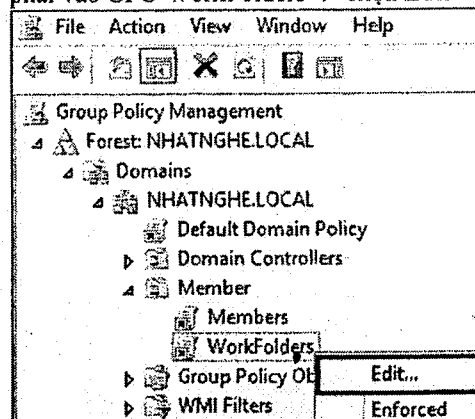 File Action View Window Help
Group Policy Management
Forest: NHATNGHE.LOCAL
Domains
NHATNGHE.LOCAL
Default Domain Policy
Domain Controllers
Member
Members
WorkFolders
Group Policy Ob
Edit...
WMI Filters
Enforced